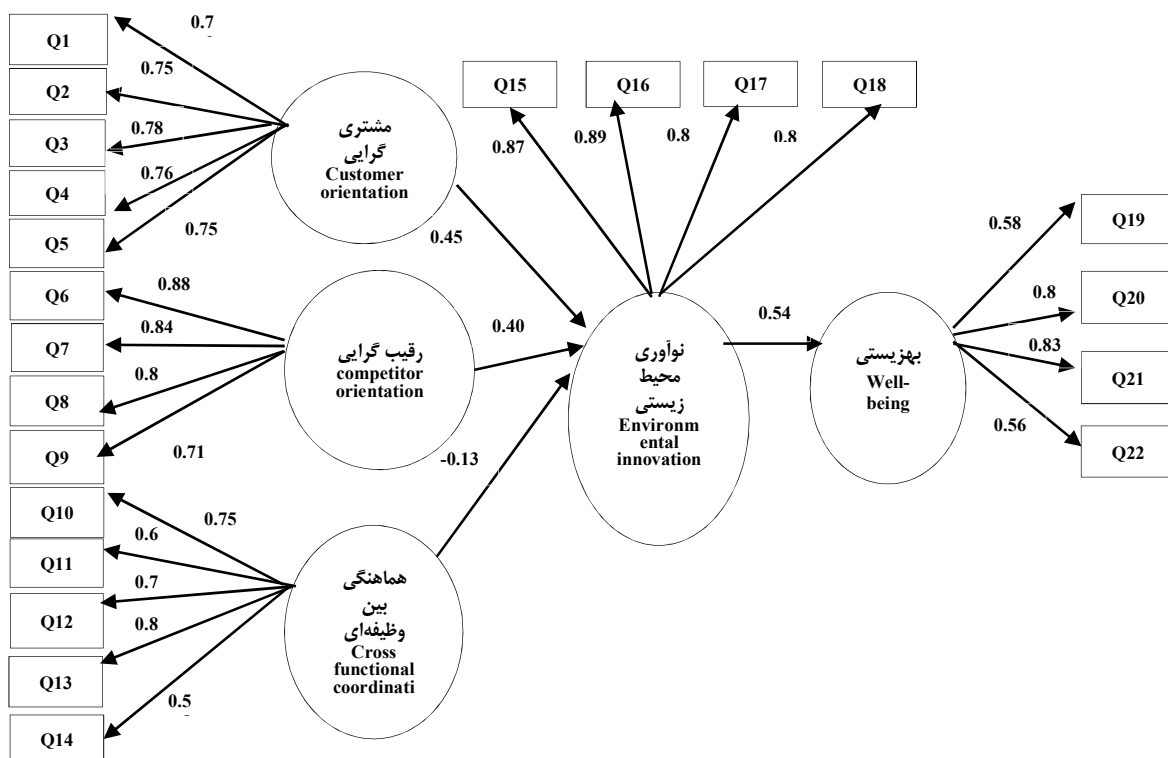 Q1
Q2
Q3
Q4
Q5
Q6
Q7
Q8
Q9
Q10
Q11
Q12
Q13
Q14
0.7
0.75
0.78
0.76
0.75
0.88
0.84
0.8
0.71
0.75
0.6
0.7
0.8
0.5
مشتری
گرایی
Customer
orientation
رقیب گرایی
competitor
orientation
هماهنگی
بین
وظیفه‌ای
Cross
functional
coordinati
0.45
0.40
-0.13
Q15
Q16
Q17
Q18
0.87
0.89
0.8
0.8
نوآوری
محیط
زیستی
Environm
ental
innovation
0.54
بهزیستی
Well-
being
0.58
0.8
0.83
0.56
Q19
Q20
Q21
Q22